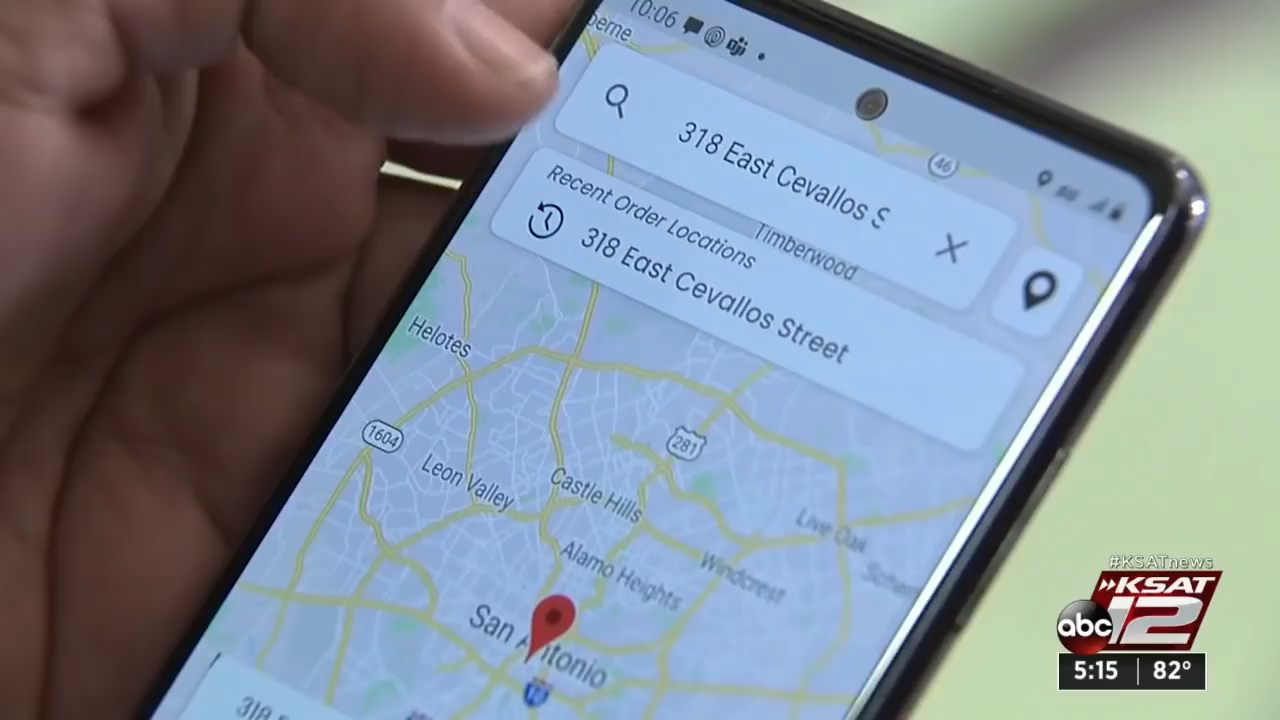 10:06
46
318 East Cevallos S
Recent Order Locations
Timberwood
318 East Cevallos Street
Helotes
1604
281
Leon Valley
Castle Hills
Live Oak
Alamo Heights
Windcrest
San Antonio
#KSATnews
KSAT
abc 12
5:15 82°